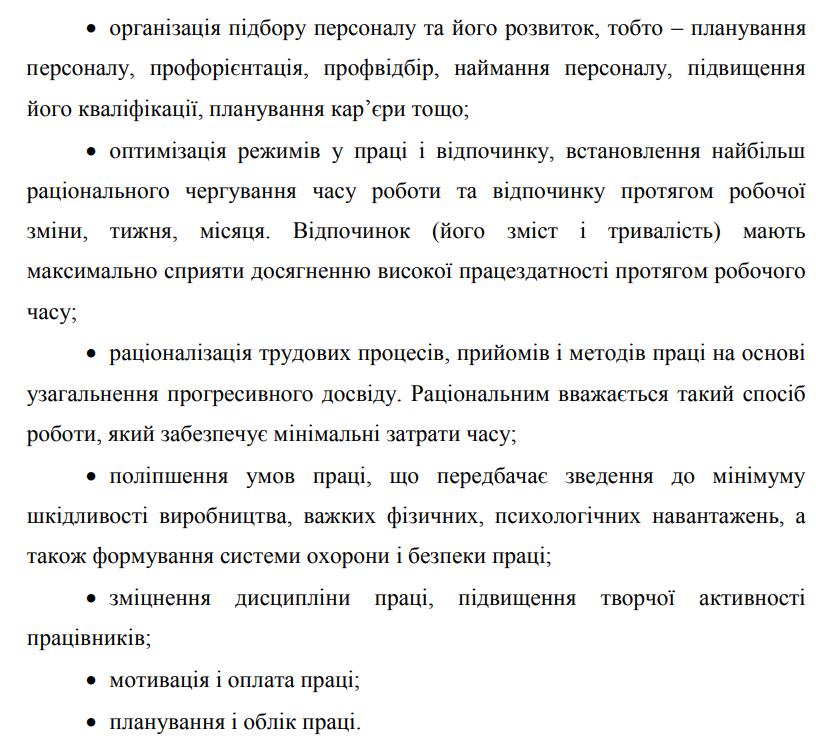 • організація підбору персоналу та його розвиток, тобто – планування
персоналу, профорієнтація, профвідбір, наймання персоналу, підвищення
його кваліфікації, планування кар’єри тощо;
• оптимізація режимів у праці і відпочинку, встановлення найбільш
раціонального чергування часу роботи та відпочинку протягом робочої
зміни, тижня, місяця. Відпочинок (його зміст і тривалість) мають
максимально сприяти досягненню високої працездатності протягом робочого
часу;
• раціоналізація трудових процесів, прийомів і методів праці на основі
узагальнення прогресивного досвіду. Раціональним вважається такий спосіб
роботи, який забезпечує мінімальні затрати часу;
• поліпшення умов праці, що передбачає зведення до мінімуму
шкідливості виробництва, важких фізичних, психологічних навантажень, а
також формування системи охорони і безпеки праці;
• зміцнення дисципліни праці, підвищення творчої активності
працівників;
• мотивація і оплата праці;
• планування і облік праці.